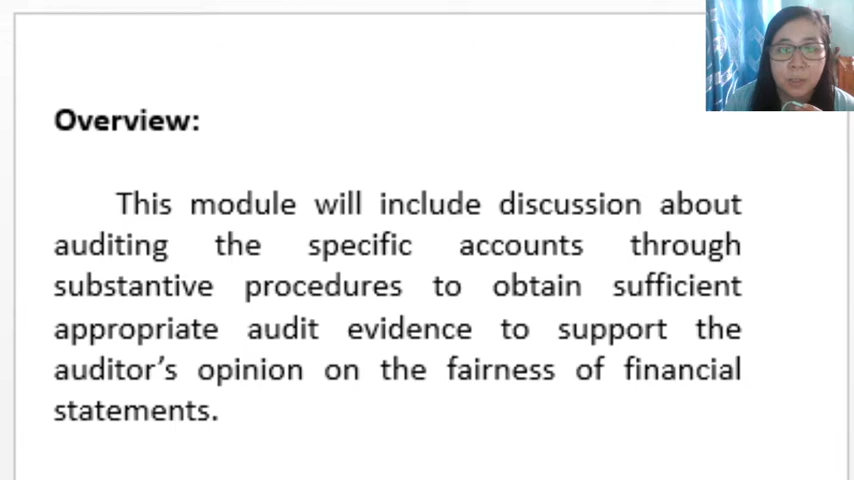 Overview:
This module will include discussion about
auditing the specific accounts through
substantive procedures to obtain sufficient
appropriate audit evidence to support the
auditor’s opinion on the fairness of financial
statements.